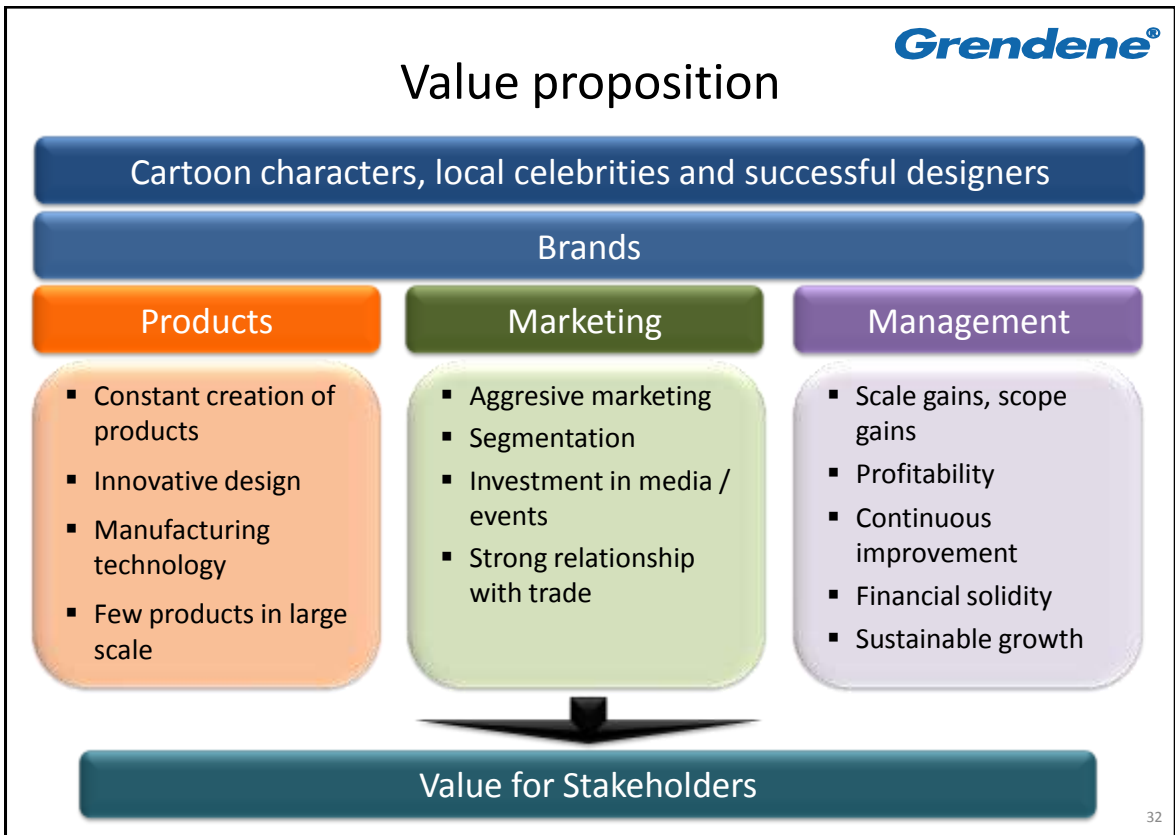 Grendene®
Value proposition
Cartoon characters, local celebrities and successful designers
Brands
Products
▪ Constant creation of
products
▪ Innovative design
▪ Manufacturing
technology
▪ Few products in large
scale
Marketing
▪ Aggresive marketing
▪ Segmentation
▪ Investment in media /
events
▪ Strong relationship
with trade
Management
▪ Scale gains, scope
gains
▪ Profitability
▪ Continuous
improvement
▪ Financial solidity
▪ Sustainable growth
Value for Stakeholders
32